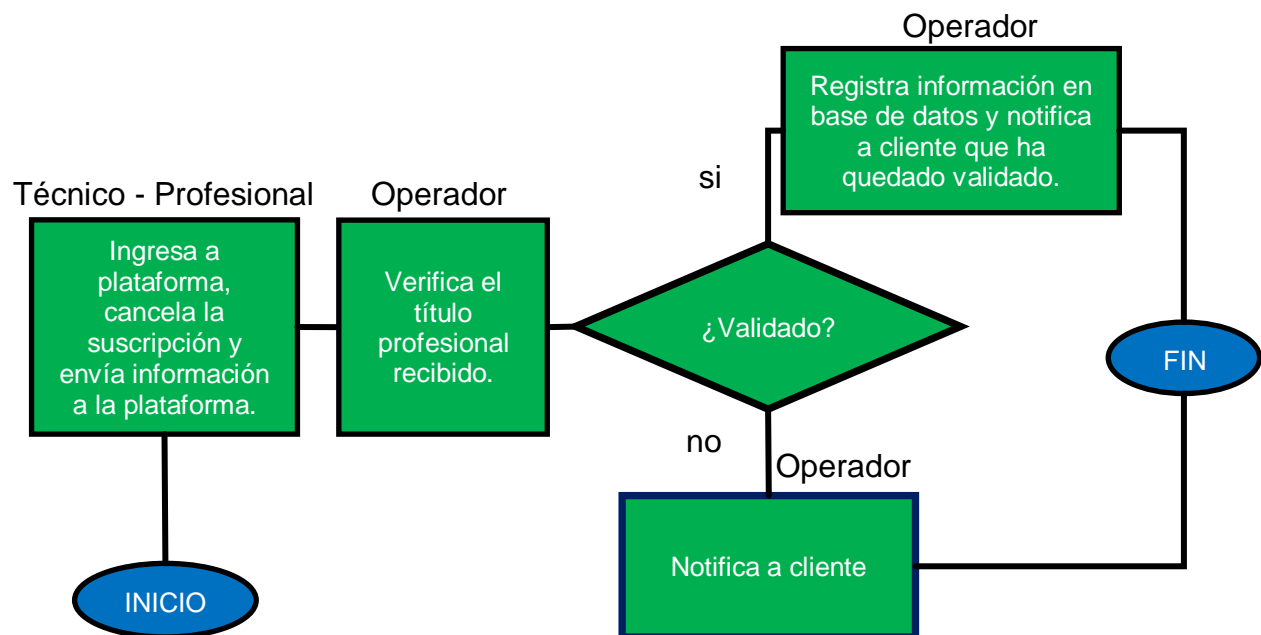 Operador
Registra información en
base de datos y notifica
a cliente que ha
quedado validado.
si
Técnico - Profesional
Operador
Ingresa a
plataforma,
cancela la
suscripción y
envía información
a la plataforma.
Verifica el
título
profesional
recibido.
¿Validado?
FIN
no
Operador
Notifica a cliente
INICIO